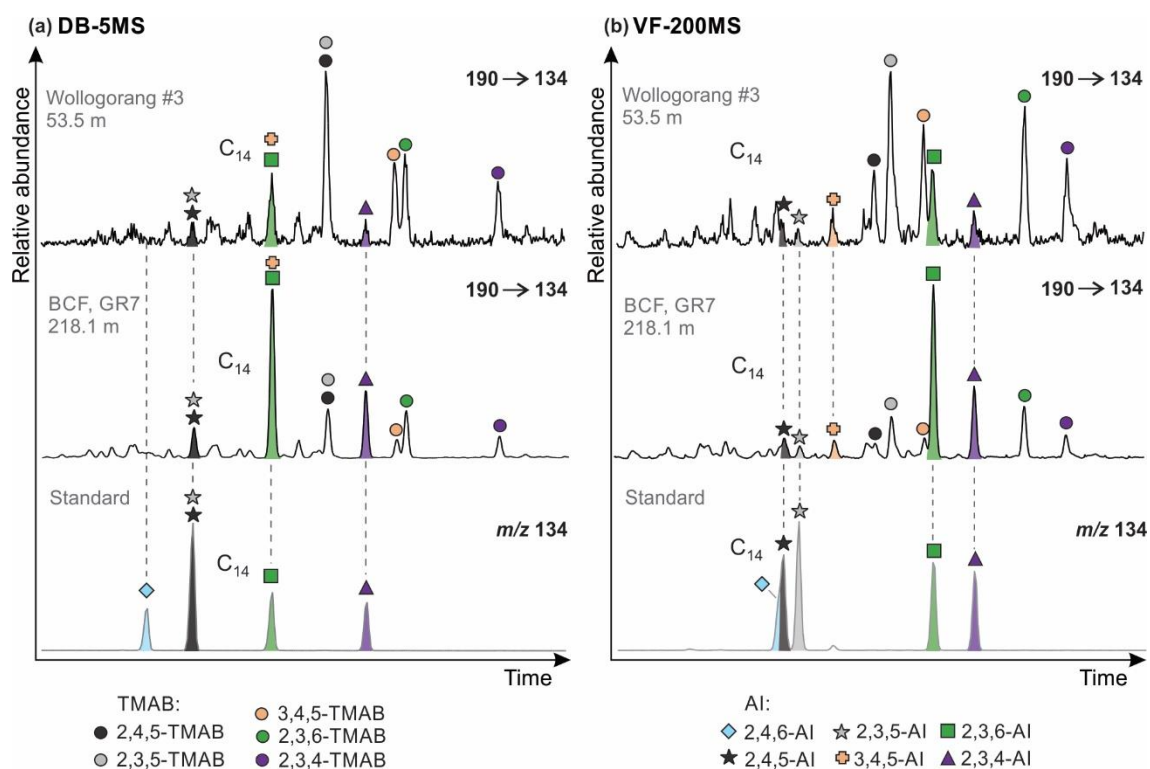 (a) DB-5MS
Relative abundance
Wollogorang #3
53.5 m
190 → 134
C₁₄
BCF, GR7
218.1 m
190 → 134
C₁₄
Standard
m/z 134
C₁₄
Time
TMAB:
2,4,5-TMAB
2,3,5-TMAB
3,4,5-TMAB
2,3,6-TMAB
2,3,4-TMAB
(b) VF-200MS
Relative abundance
Wollogorang #3
53.5 m
190 → 134
C₁₄
BCF, GR7
218.1 m
190 → 134
C₁₄
Standard
m/z 134
C₁₄
Time
AI:
2,4,6-AI
2,3,5-AI
2,3,6-AI
2,4,5-AI
3,4,5-AI
2,3,4-AI